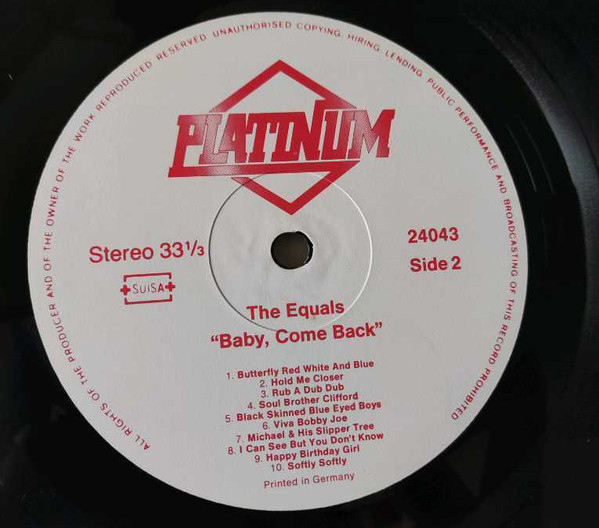 ALL RIGHTS OF THE PRODUCER AND OF THE OWNER OF THE WORK REPRODUCED RESERVED. UNAUTHORISED COPYING, HIRING, LENDING, PUBLIC PERFORMANCE AND BROADCASTING OF THIS RECORD PROHIBITED
PLATINUM
Stereo 33⅓
SUISA
24043
Side 2
The Equals
“Baby, Come Back”
1. Butterfly Red White And Blue
2. Hold Me Closer
3. Rub A Dub Dub
4. Soul Brother Clifford
5. Black Skinned Blue Eyed Boys
6. Viva Bobby Joe
7. Michael & His Slipper Tree
8. I Can See But You Don't Know
9. Happy Birthday Girl
10. Softly Softly
Printed in Germany